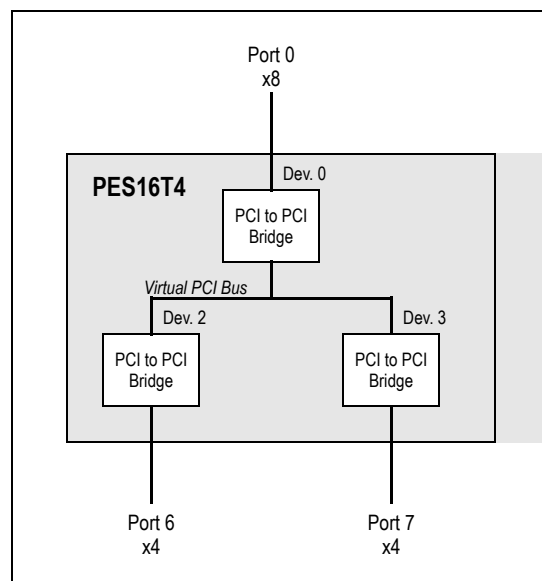 Port 0
x8
Dev. 0
PES16T4
PCI to PCI
Bridge
Virtual PCI Bus
Dev. 2
Dev. 3
PCI to PCI
Bridge
PCI to PCI
Bridge
Port 6
x4
Port 7
x4